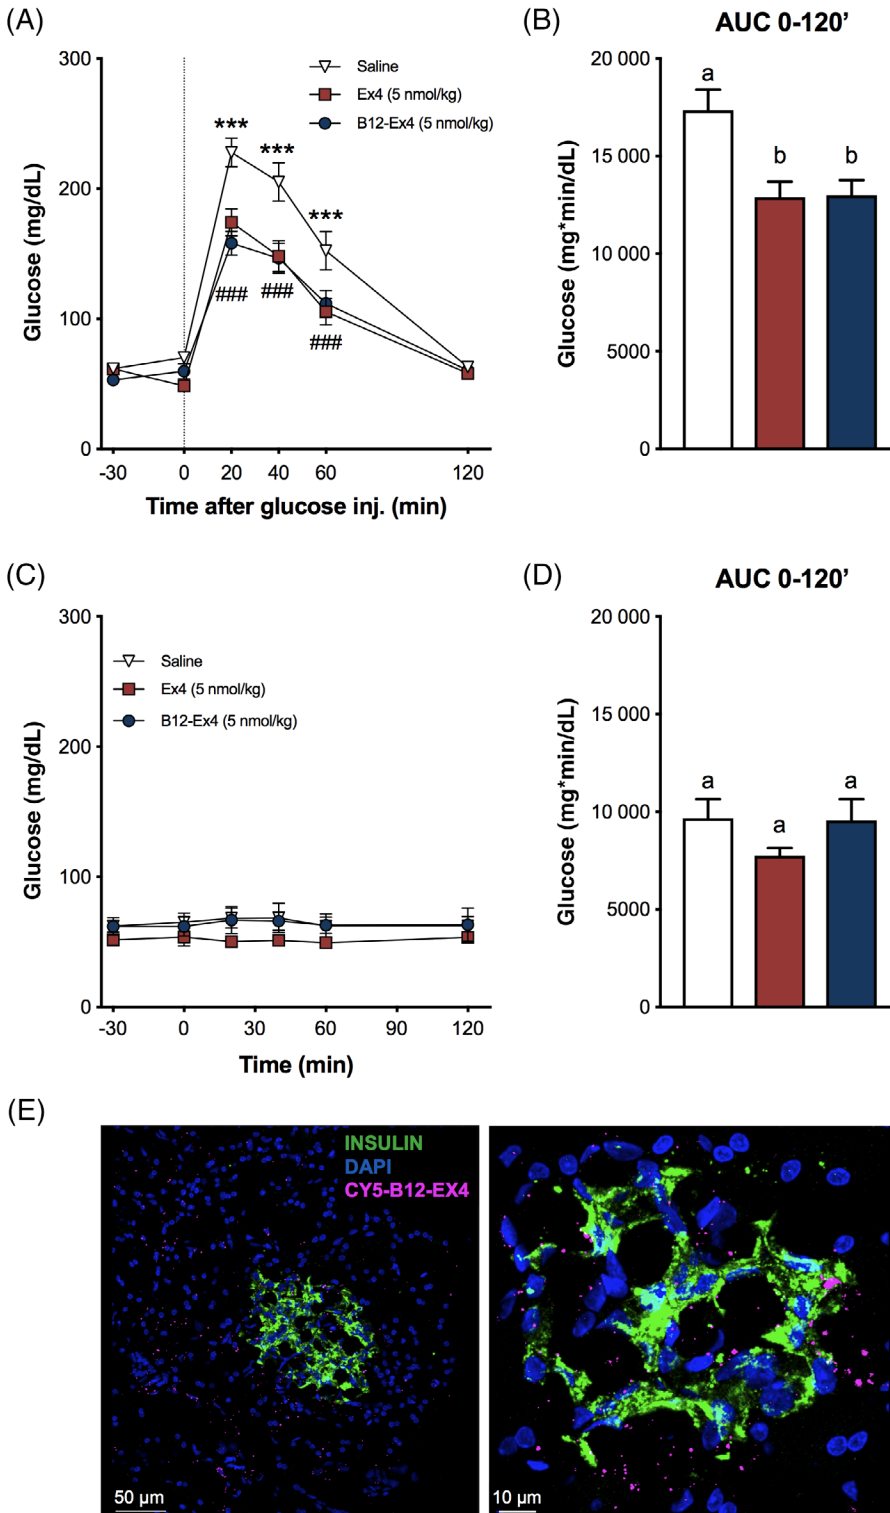 (A)
300
200
100
0
Glucose (mg/dL)
Saline
Ex4 (5 nmol/kg)
B12-Ex4 (5 nmol/kg)
***
***
***
###
###
###
-30 0 20 40 60 120
Time after glucose inj. (min)
(B)
AUC 0-120’
20 000
15 000
10 000
5000
0
Glucose (mg*min/dL)
a
b
b
(C)
300
200
100
0
Glucose (mg/dL)
Saline
Ex4 (5 nmol/kg)
B12-Ex4 (5 nmol/kg)
-30 0 30 60 90 120
Time (min)
(D)
AUC 0-120’
20 000
15 000
10 000
5000
0
Glucose (mg*min/dL)
a
a
a
(E)
INSULIN
DAPI
CY5-B12-EX4
50 µm
10 µm